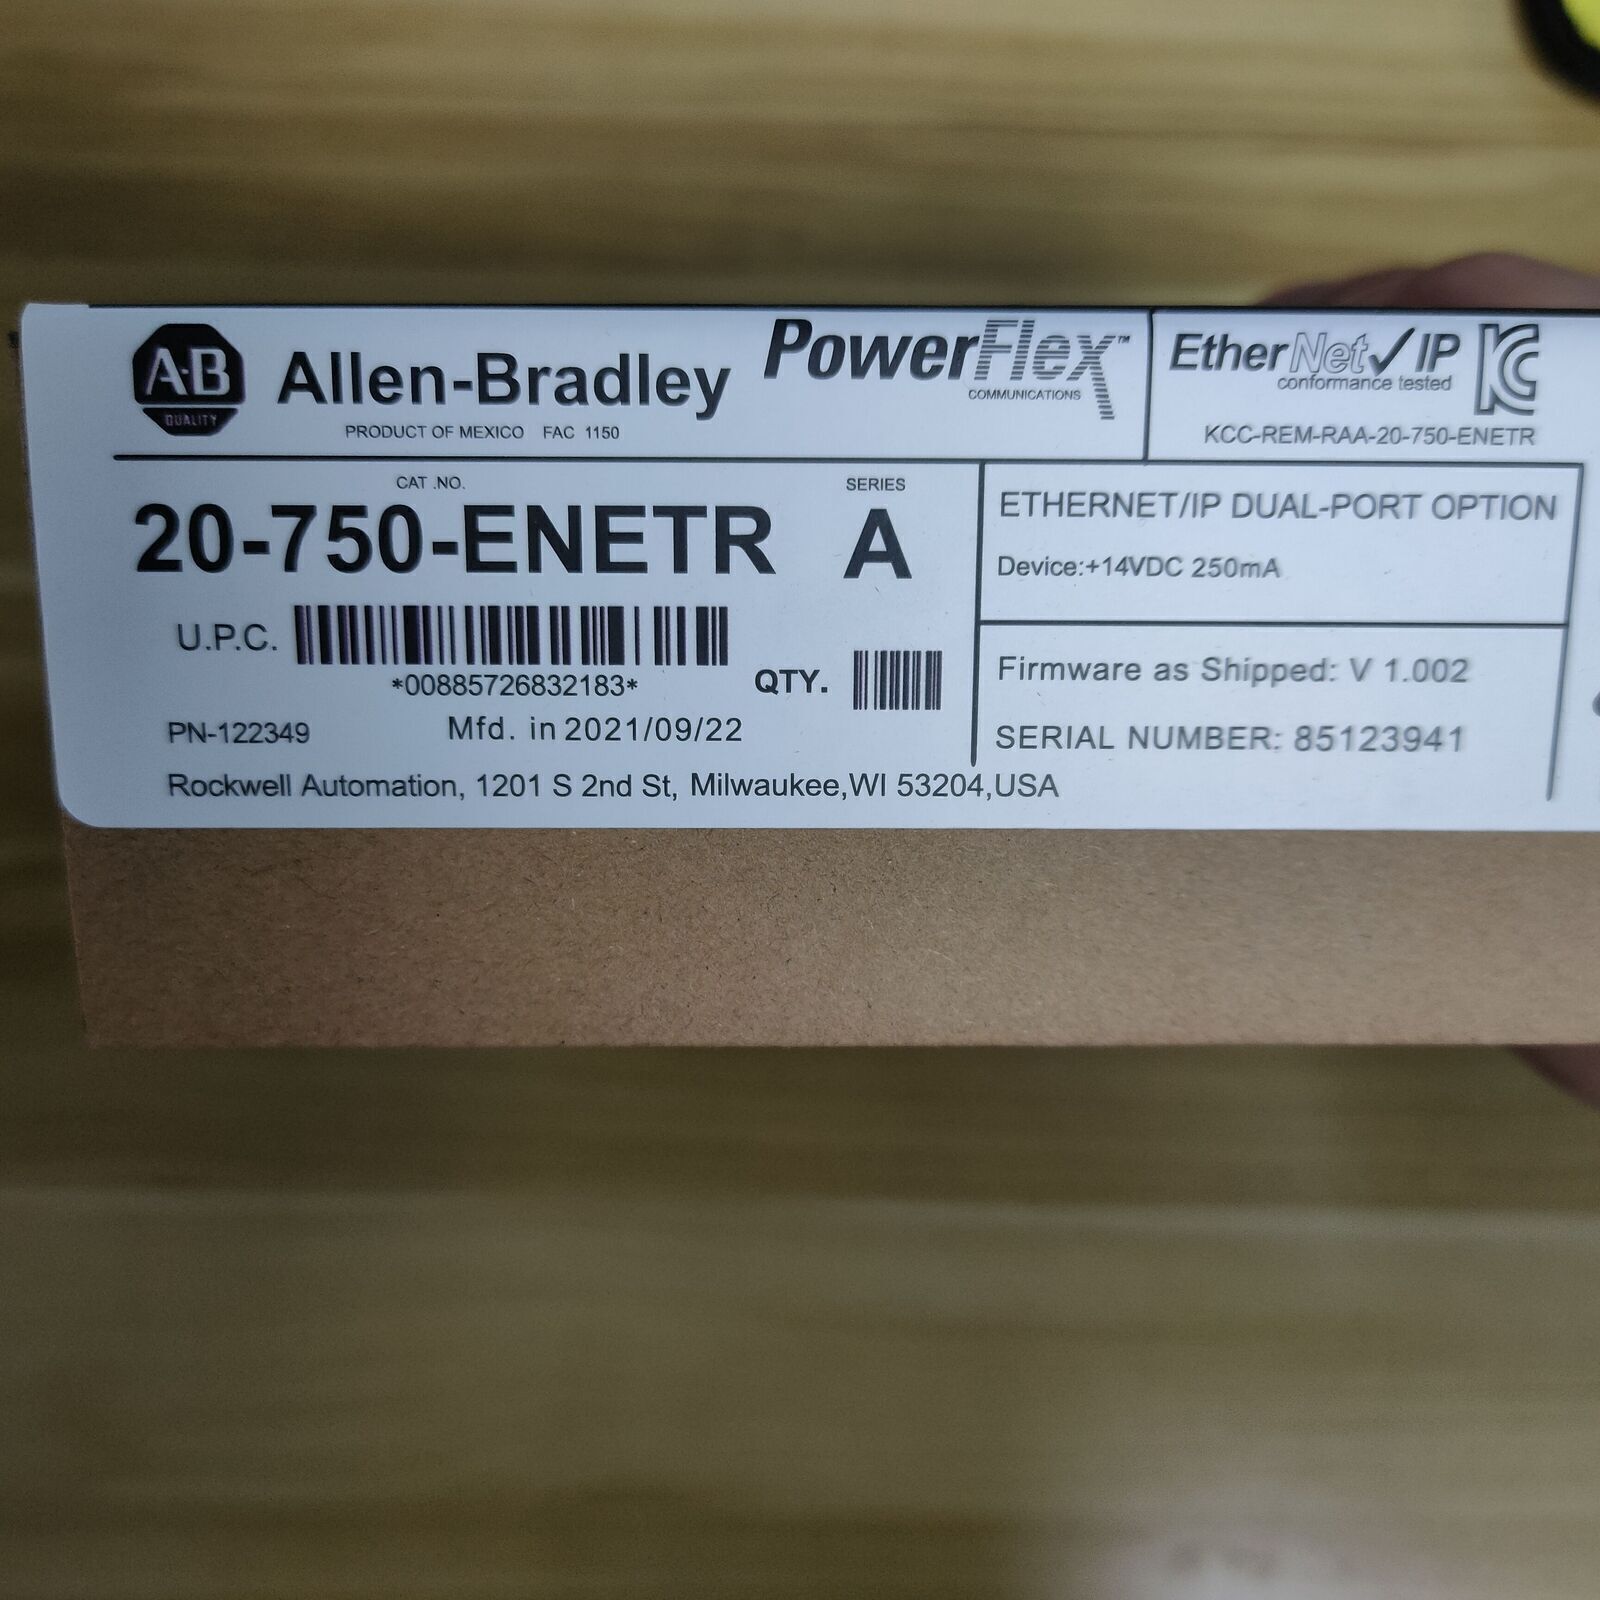 A-B
QUALITY
Allen-Bradley
PRODUCT OF MEXICO FAC 1150
PowerFlex™
COMMUNICATIONS
EtherNet✓IP
conformance tested
KC
KCC-REM-RAA-20-750-ENETR
CAT .NO.
20-750-ENETR
SERIES
A
U.P.C.
*00885726832183*
QTY.
PN-122349
Mfd. in 2021/09/22
Rockwell Automation, 1201 S 2nd St, Milwaukee,WI 53204,USA
ETHERNET/IP DUAL-PORT OPTION
Device:+14VDC 250mA
Firmware as Shipped: V 1.002
SERIAL NUMBER: 85123941